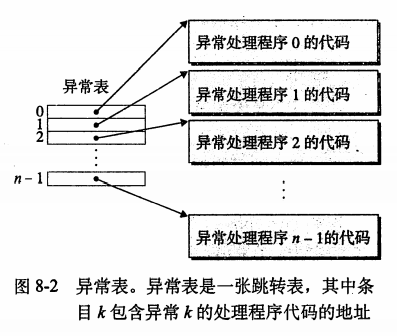 异常表
0
1
2
n-1
异常处理程序 0 的代码
异常处理程序 1 的代码
异常处理程序 2 的代码
异常处理程序 n-1的代码
图 8-2 异常表。异常表是一张跳转表，其中条
目 k 包含异常 k 的处理程序代码的地址